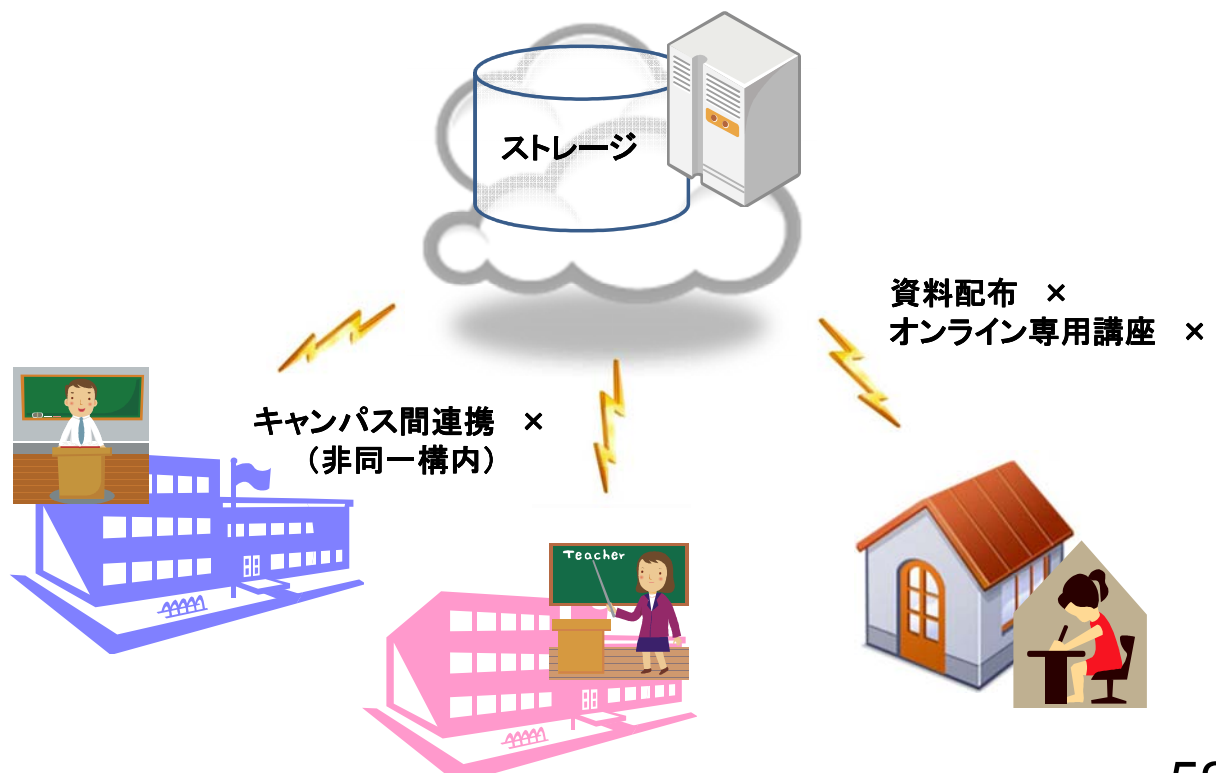 ストレージ
資料配布　×
オンライン専用講座　×
キャンパス間連携　×
（非同一構内）
Teacher